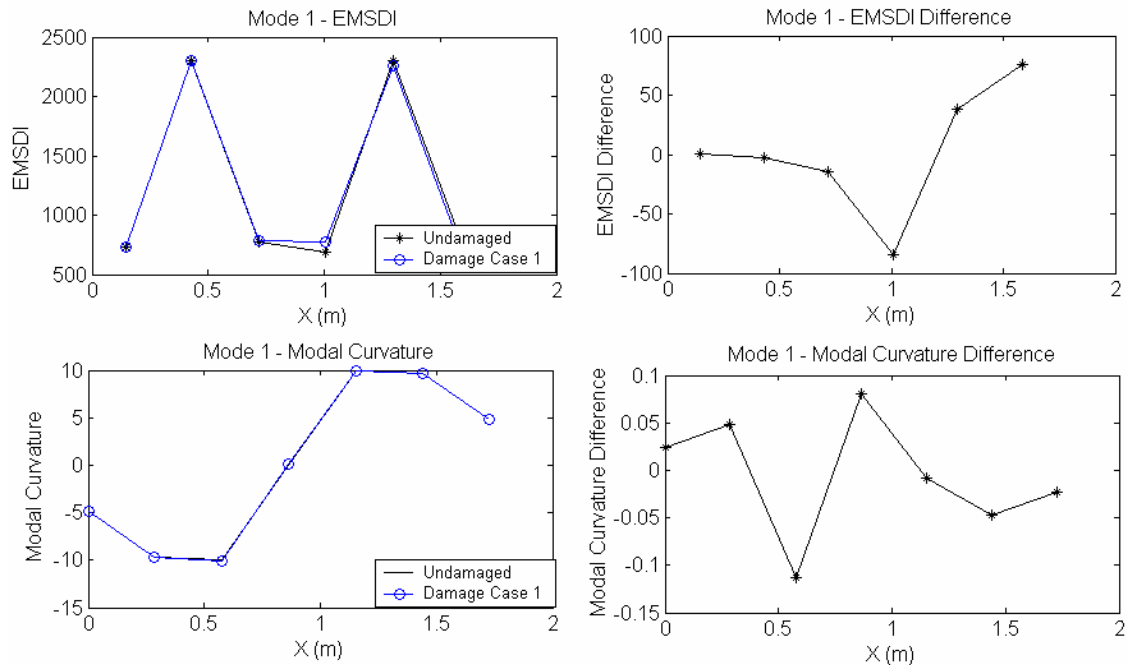 Mode 1 - EMSDI
2500
2000
1500
1000
500
EMSDI
Undamaged
Damage Case 1
0
0.5
1
1.5
2
X (m)
Mode 1 - EMSDI Difference
100
50
0
-50
-100
EMSDI Difference
0
0.5
1
1.5
2
X (m)
Mode 1 - Modal Curvature
10
5
0
-5
-10
-15
Modal Curvature
Undamaged
Damage Case 1
0
0.5
1
1.5
2
X (m)
Mode 1 - Modal Curvature Difference
0.1
0.05
0
-0.05
-0.1
-0.15
Modal Curvature Difference
0
0.5
1
1.5
2
X (m)